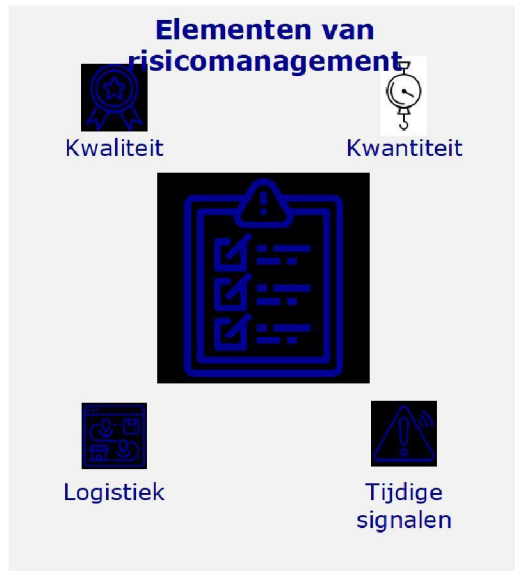 Elementen van
risicomanagement
Kwaliteit
Kwantiteit
Logistiek
Tijdige
signalen